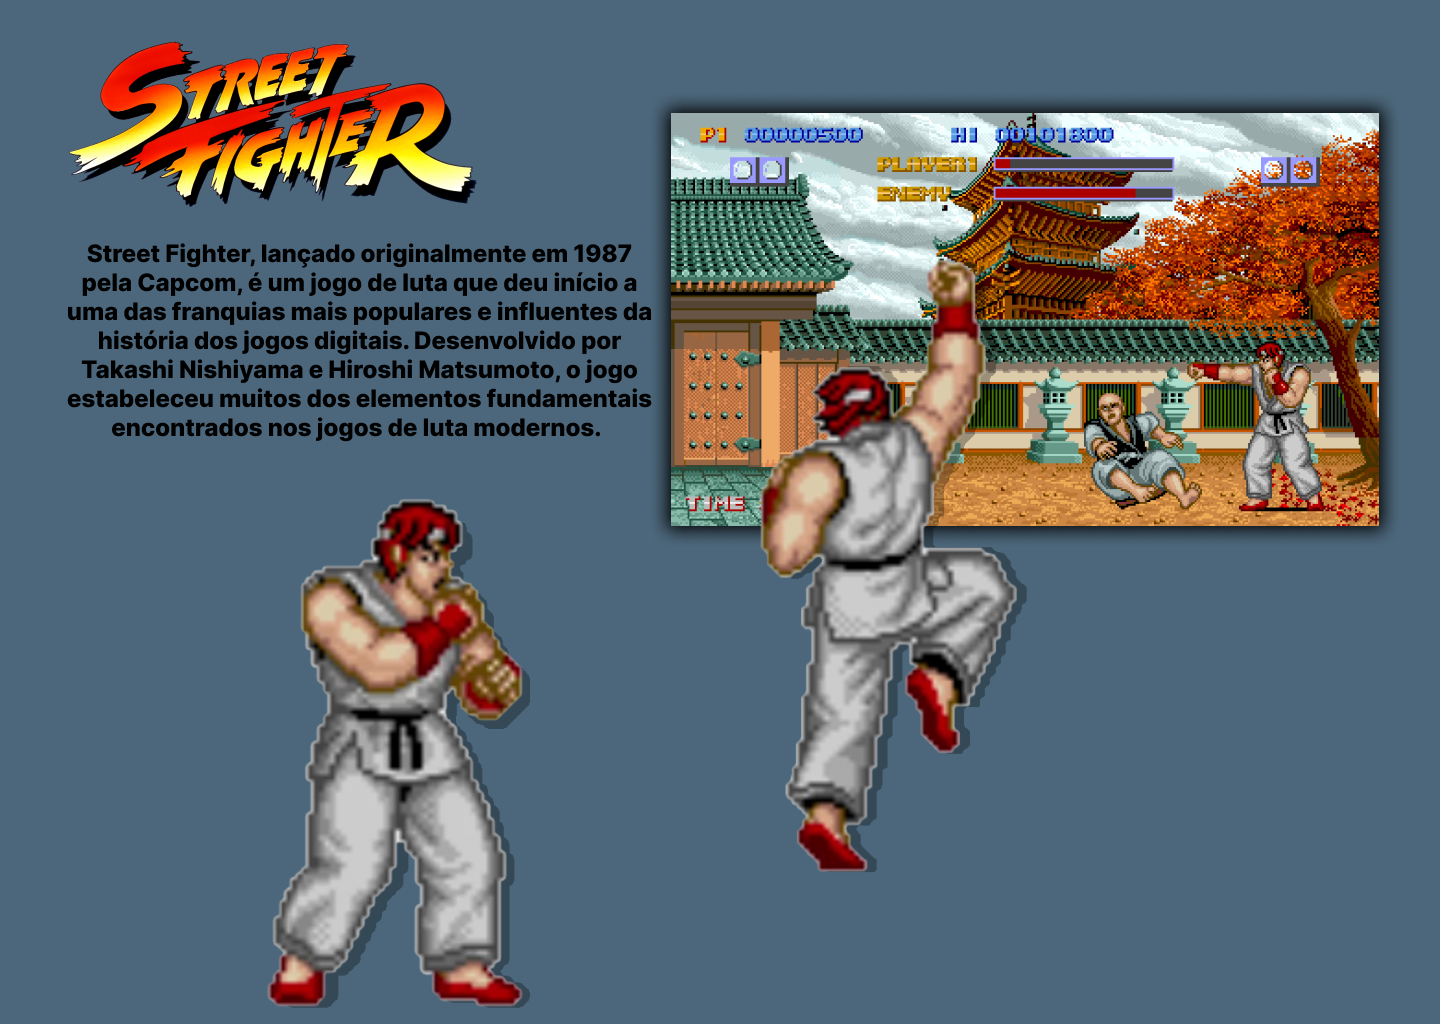 STREET
FIGHTER
Street Fighter, lançado originalmente em 1987
pela Capcom, é um jogo de luta que deu início a
uma das franquias mais populares e influentes da
história dos jogos digitais. Desenvolvido por
Takashi Nishiyama e Hiroshi Matsumoto, o jogo
estabeleceu muitos dos elementos fundamentais
encontrados nos jogos de luta modernos.
P1 00000500 HI 00101800
PLAYER1
ENEMY
TIME